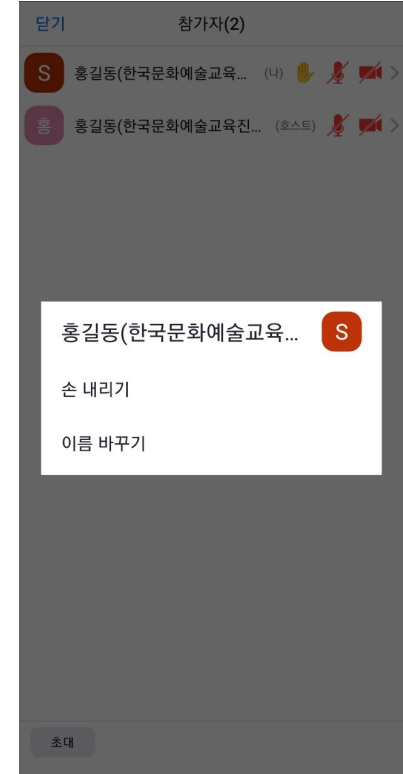 닫기 참가자(2)
S 홍길동(한국문화예술교육... (나)
홍 홍길동(한국문화예술교육진... (호스트)
홍길동(한국문화예술교육... S
손 내리기
이름 바꾸기
초대